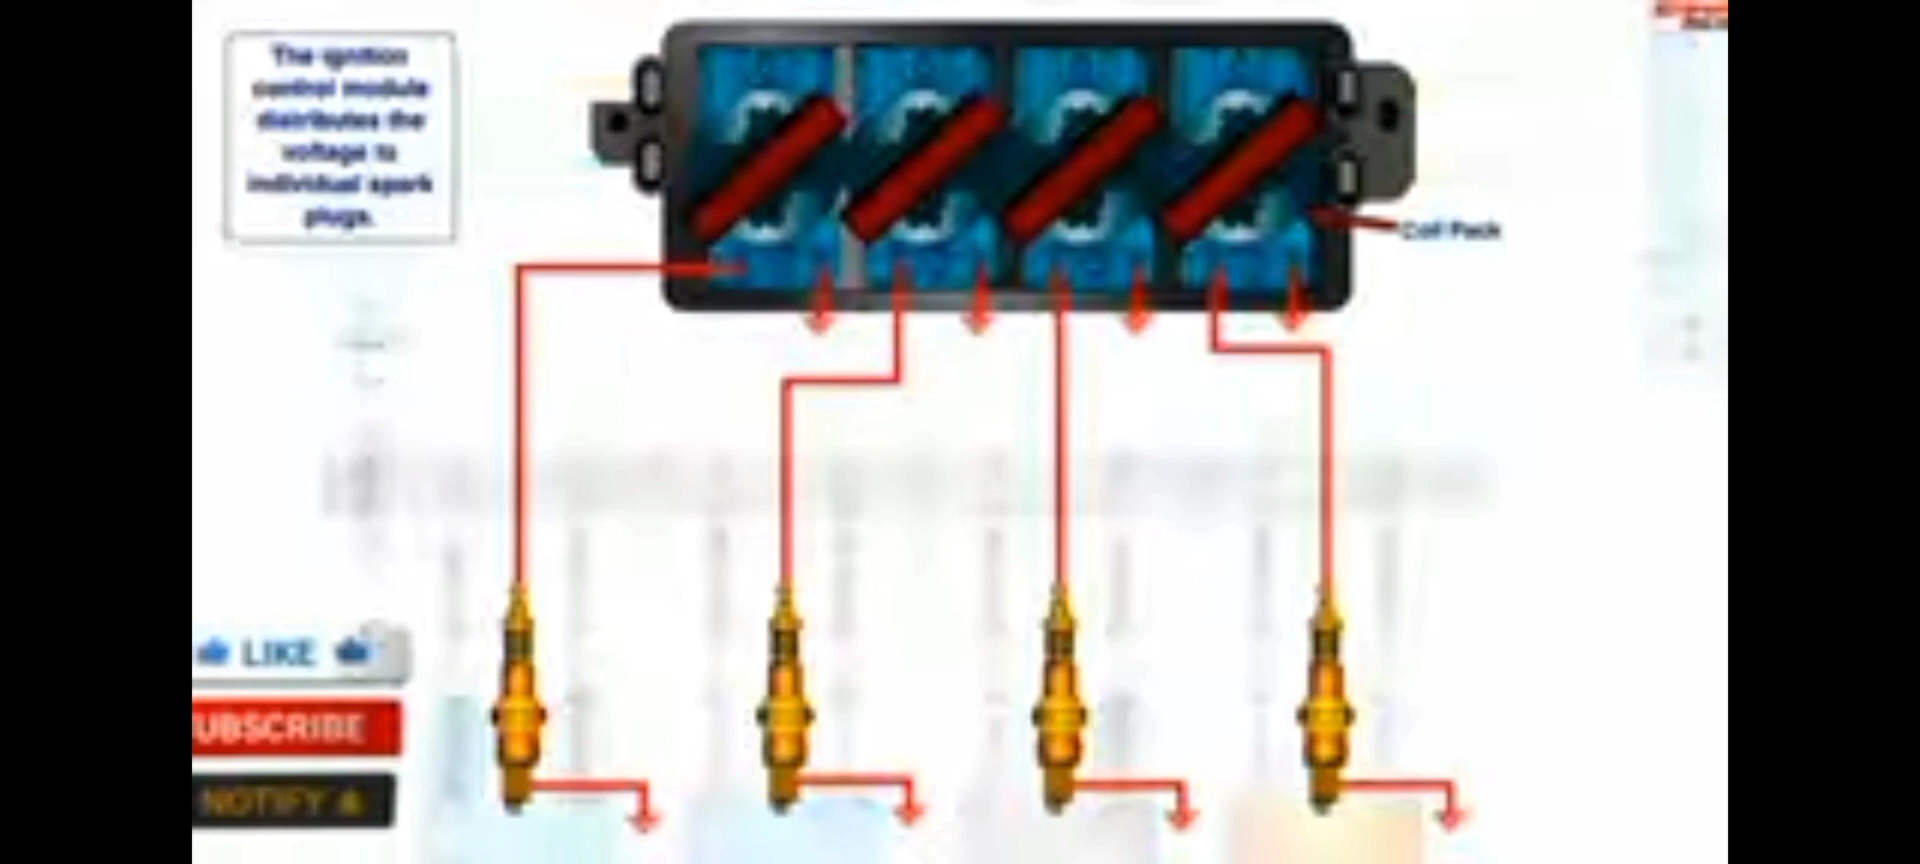 The ignition
control module
distributes the
voltage to
individual spark
plugs.
Coil Pack
LIKE
UBSCRIBE
NOTIFY